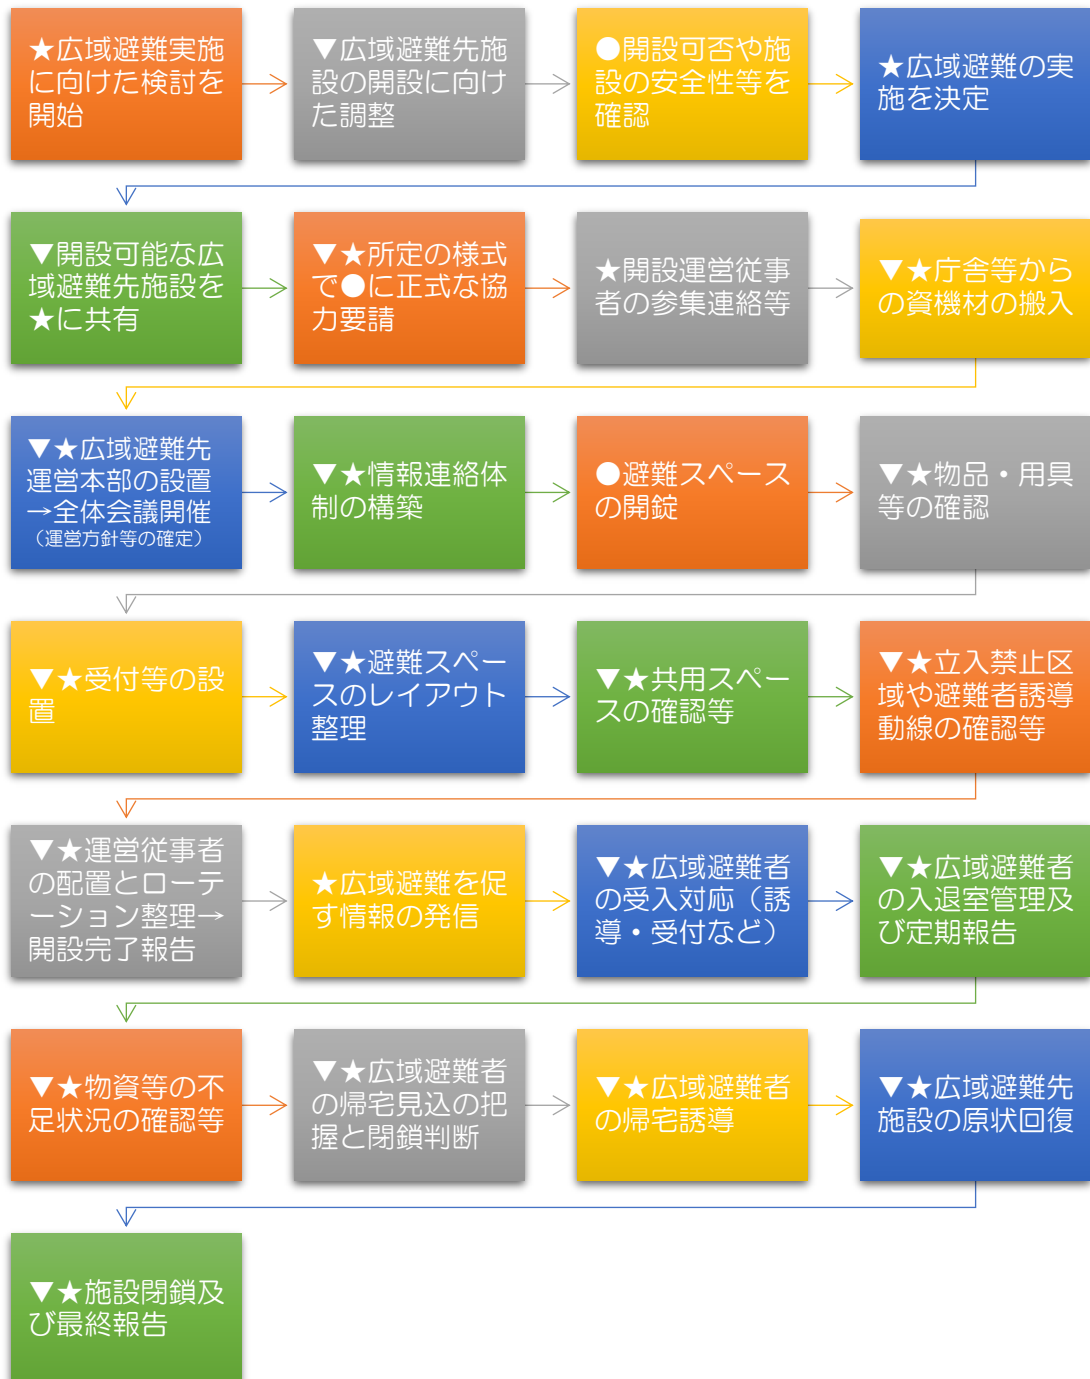 ★広域避難実施
に向けた検討を
開始
▼広域避難先施
設の開設に向け
た調整
●開設可否や施
設の安全性等を
確認
★広域避難の実
施を決定
▼開設可能な広
域避難先施設を
★に共有
▼★所定の様式
で●に正式な協
力要請
★開設運営従事
者の参集連絡等
▼★庁舎等から
の資機材の搬入
▼★広域避難先
運営本部の設置
→全体会議開催
（運営方針等の確定）
▼★情報連絡体
制の構築
●避難スペース
の開錠
▼★物品・用具
等の確認
▼★受付等の設
置
▼★避難スペー
スのレイアウト
整理
▼★共用スペー
スの確認等
▼★立入禁止区
域や避難者誘導
動線の確認等
▼★運営従事者
の配置とローテ
ーション整理→
開設完了報告
★広域避難を促
す情報の発信
▼★広域避難者
の受入対応（誘
導・受付など）
▼★広域避難者
の入退室管理及
び定期報告
▼★物資等の不
足状況の確認等
▼★広域避難者
の帰宅見込の把
握と閉鎖判断
▼★広域避難者
の帰宅誘導
▼★広域避難先
施設の原状回復
▼★施設閉鎖及
び最終報告